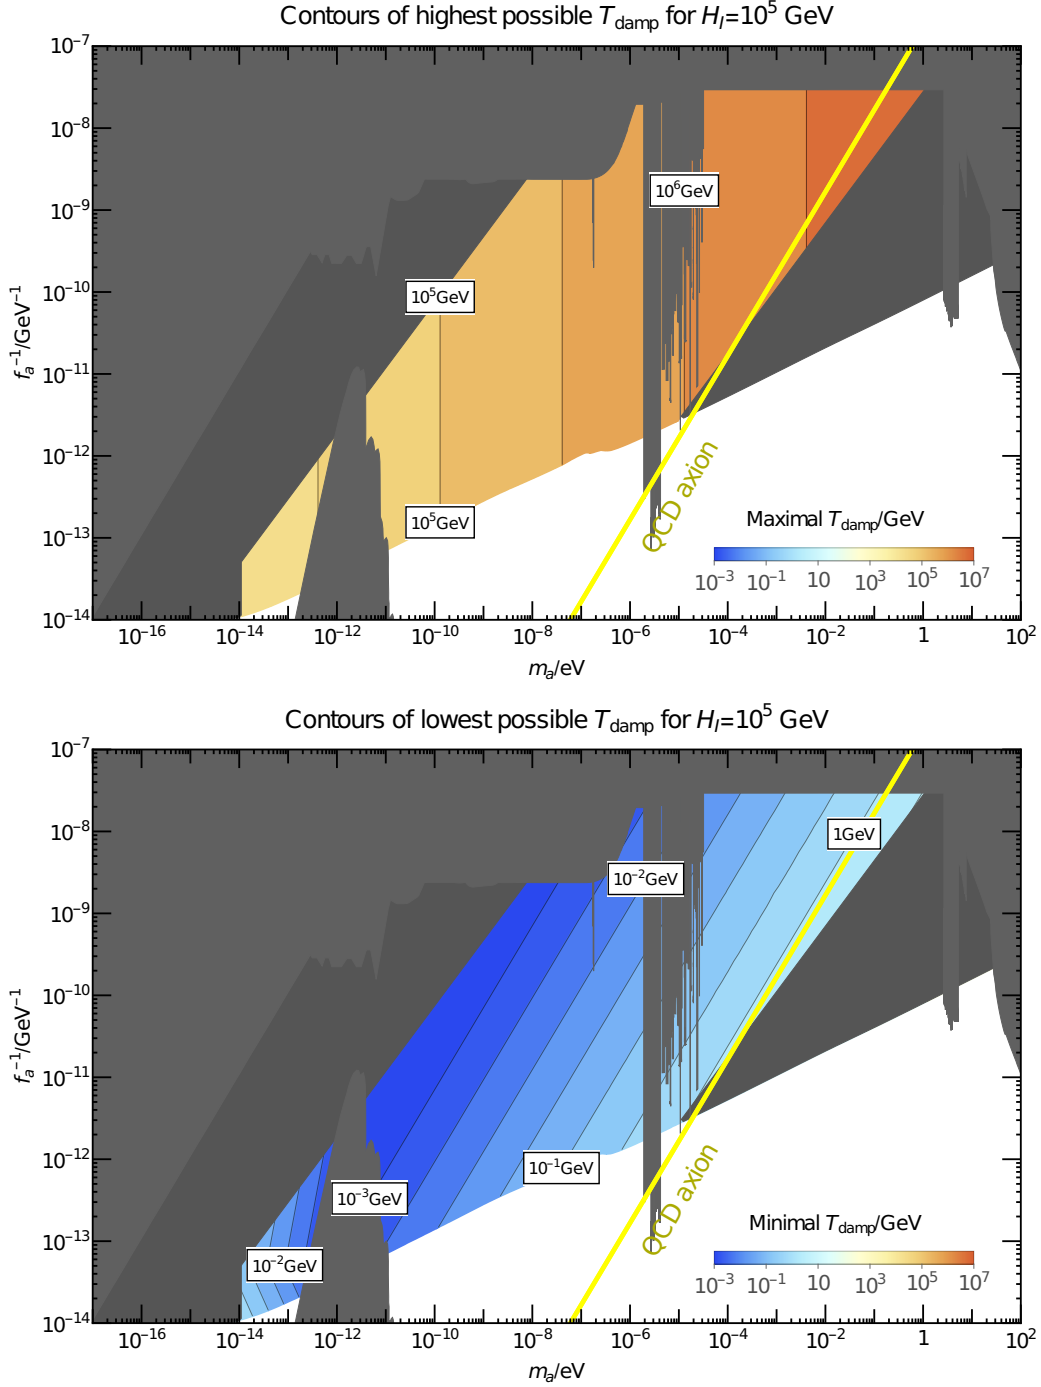 Contours of highest possible T_damp for H_I=10^5 GeV
10^−7
10^−8
10^−9
10^−10
10^−11
10^−12
10^−13
10^−14
f_a^−1/GeV^−1
10^6GeV
10^5GeV
10^5GeV
QCD axion
Maximal T_damp/GeV
10^−3 10^−1 10 10^3 10^5 10^7
10^−16 10^−14 10^−12 10^−10 10^−8 10^−6 10^−4 10^−2 1 10^2
m_a/eV
Contours of lowest possible T_damp for H_I=10^5 GeV
10^−7
10^−8
10^−9
10^−10
10^−11
10^−12
10^−13
10^−14
f_a^−1/GeV^−1
1GeV
10^−2GeV
10^−1GeV
10^−3GeV
10^−2GeV
QCD axion
Minimal T_damp/GeV
10^−3 10^−1 10 10^3 10^5 10^7
10^−16 10^−14 10^−12 10^−10 10^−8 10^−6 10^−4 10^−2 1 10^2
m_a/eV